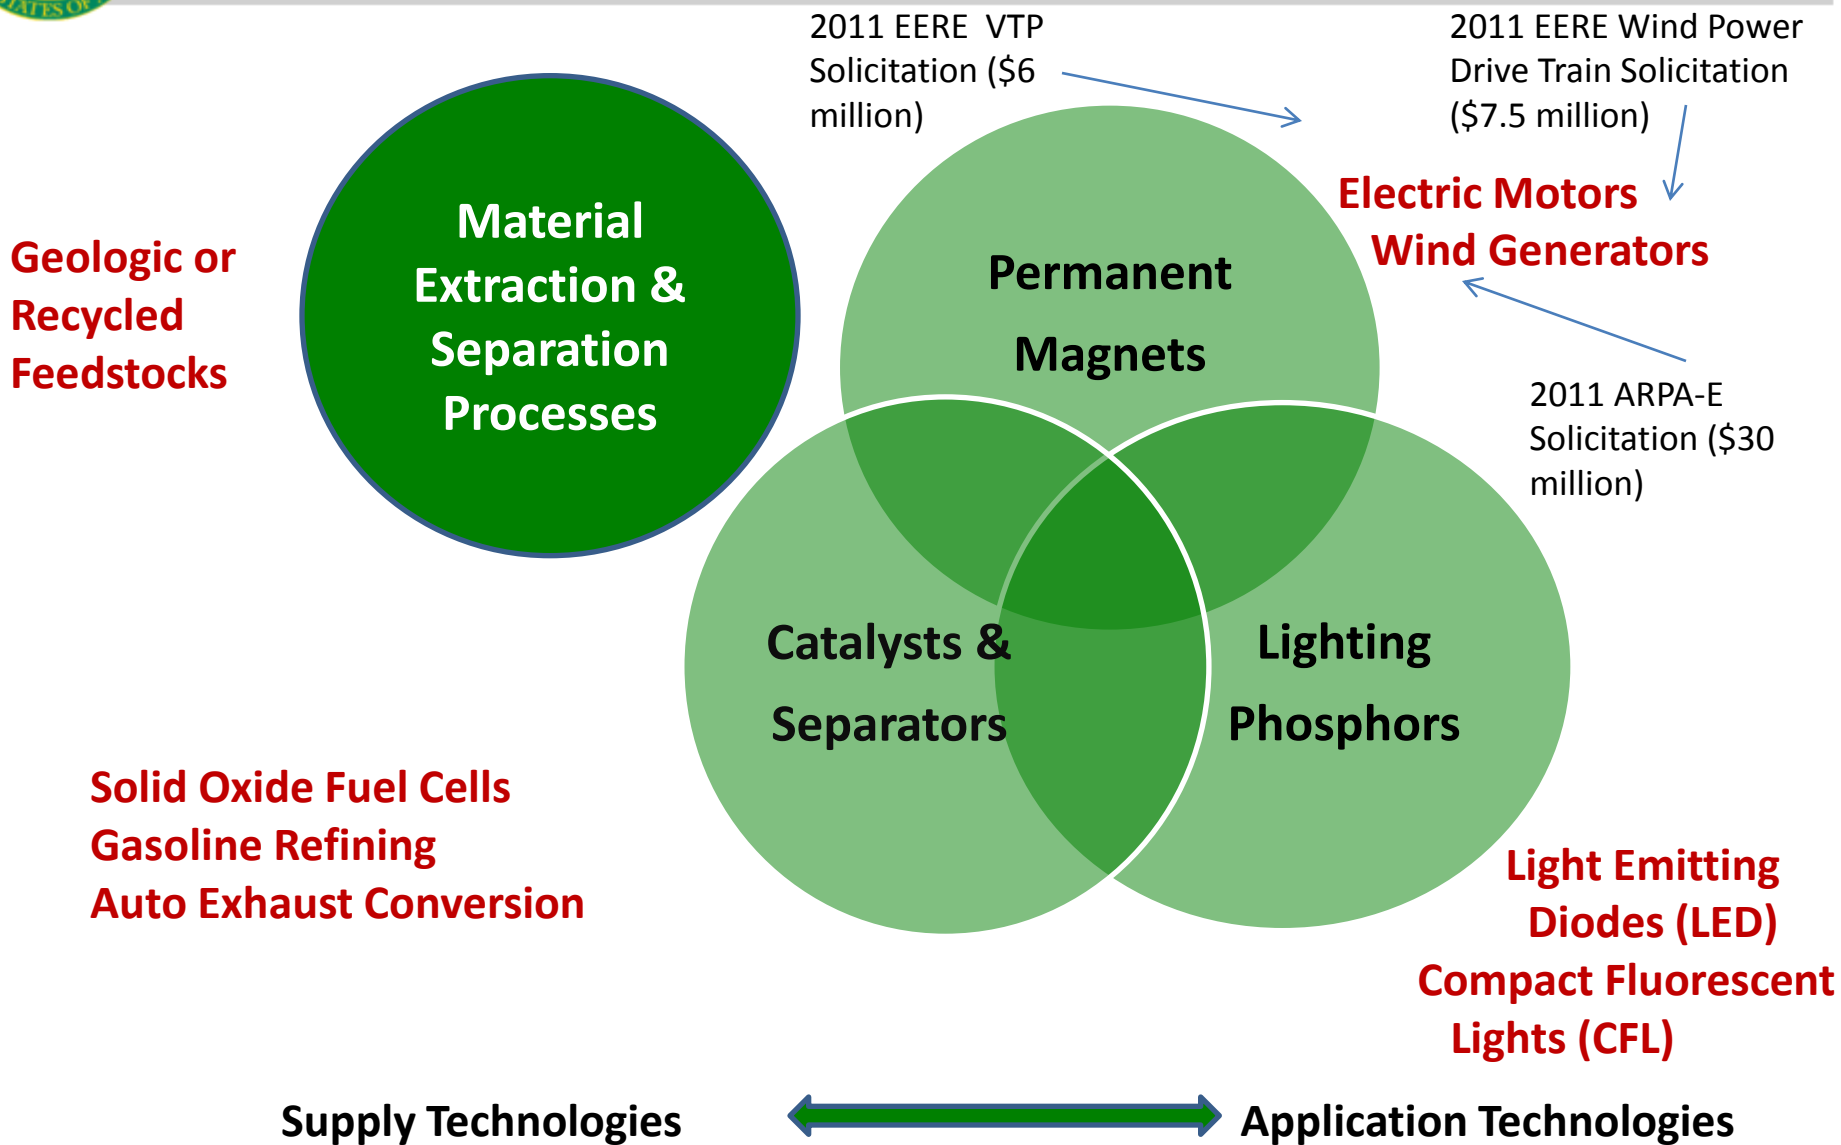 STATES OF
2011 EERE VTP
Solicitation ($6
million)
2011 EERE Wind Power
Drive Train Solicitation
($7.5 million)
Material
Extraction &
Separation
Processes
Geologic or
Recycled
Feedstocks
Permanent
Magnets
Electric Motors
Wind Generators
2011 ARPA-E
Solicitation ($30
million)
Catalysts &
Separators
Lighting
Phosphors
Solid Oxide Fuel Cells
Gasoline Refining
Auto Exhaust Conversion
Light Emitting
Diodes (LED)
Compact Fluorescent
Lights (CFL)
Supply Technologies
Application Technologies